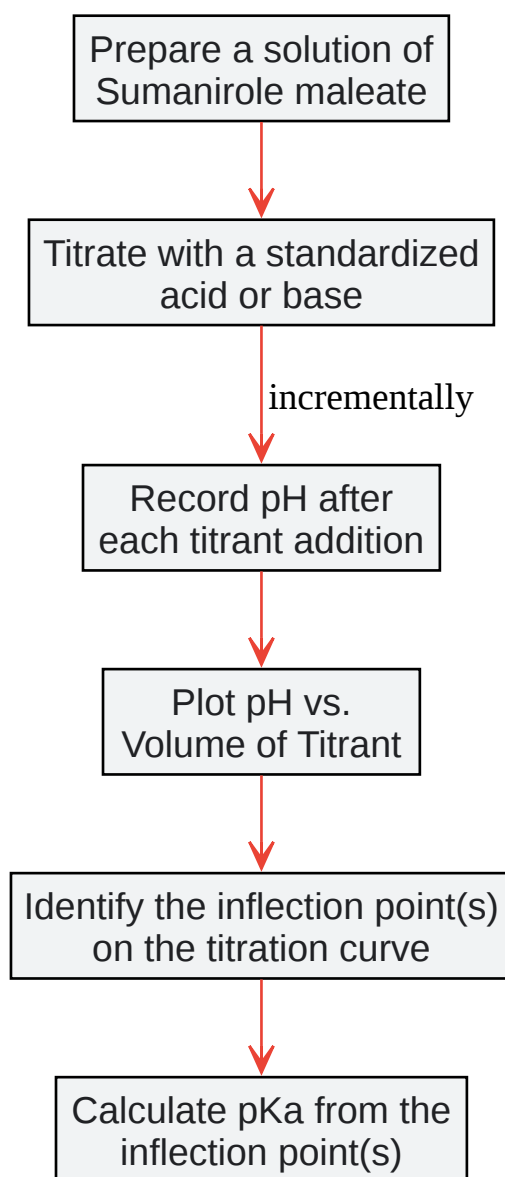 Prepare a solution of
Sumanirole maleate
Titrate with a standardized
acid or base
incrementally
Record pH after
each titrant addition
Plot pH vs.
Volume of Titrant
Identify the inflection point(s)
on the titration curve
Calculate pKa from the
inflection point(s)